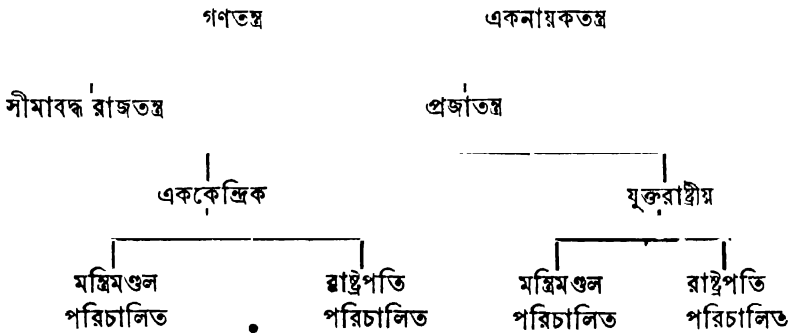 গণতন্ত্র একনায়কতন্ত্র
সীমাবদ্ধ রাজতন্ত্র প্রজাতন্ত্র
এককেন্দ্রিক যুক্তরাষ্ট্রীয়
মন্ত্রিমণ্ডল রাষ্ট্রপতি মন্ত্রিমণ্ডল রাষ্ট্রপতি
পরিচালিত পরিচালিত পরিচালিত পরিচালিত